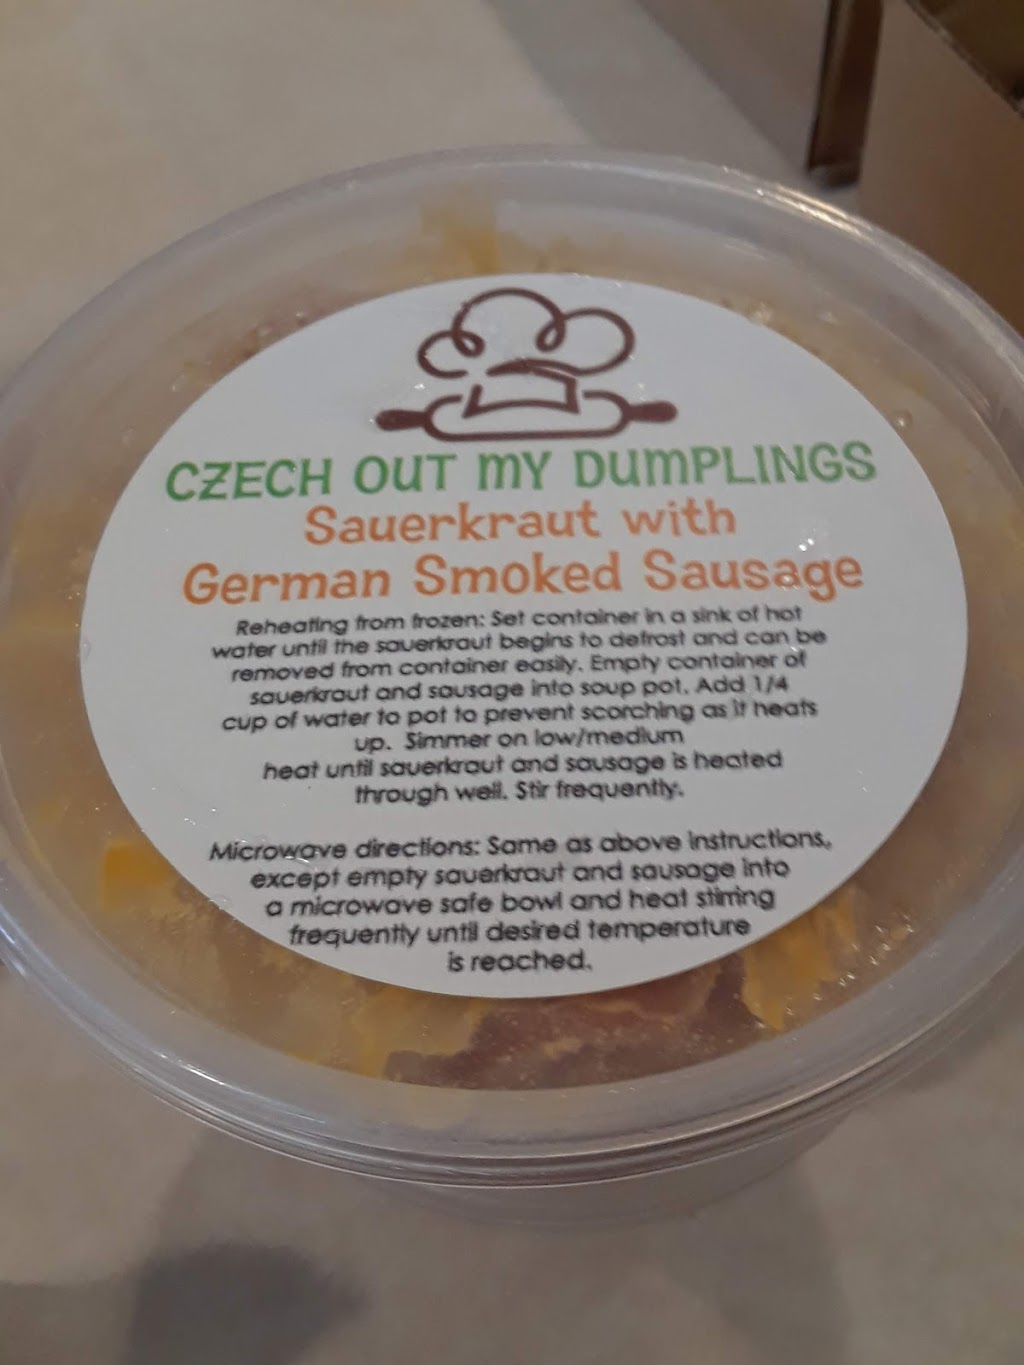 CZECH OUT MY DUMPLINGS
Sauerkraut with
German Smoked Sausage
Reheating from frozen: Set container in a sink of hot
water until the sauerkraut begins to defrost and can be
removed from container easily. Empty container of
sauerkraut and sausage into soup pot. Add 1/4
cup of water to pot to prevent scorching as it heats
up. Simmer on low/medium
heat until sauerkraut and sausage is heated
through well. Stir frequently.
Microwave directions: Same as above instructions,
except empty sauerkraut and sausage into
a microwave safe bowl and heat stirring
frequently until desired temperature
is reached.